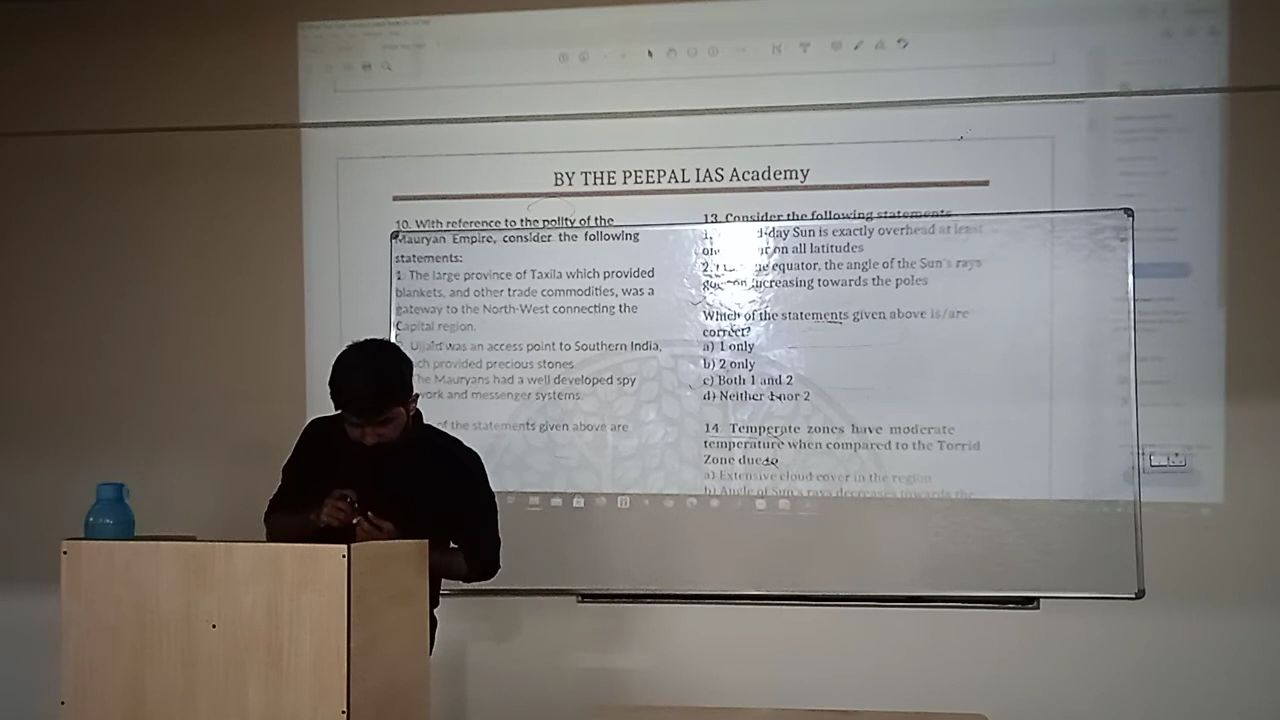 BY THE PEEPAL IAS Academy
10. With reference to the polity of the
Mauryan Empire, consider the following
statements:
1. The large province of Taxila which provided
blankets, and other trade commodities, was a
gateway to the North-West connecting the
Capital region.
was an access point to Southern India,
provided precious stones
The Mauryans had a well developed spy
and messenger systems.
of the statements given above are
13. Consider the following statements
1. day Sun is exactly overhead at least
on all latitudes
2. equator, the angle of the Sun's rays
increasing towards the poles
Which of the statements given above is/are
correct?
a) 1 only
b) 2 only
c) Both 1 and 2
d) Neither 1 nor 2
14. Temperate zones have moderate
temperature when compared to the Torrid
Zone due to
a) Extensive cloud cover in the region
b) Angle of Sun's rays decreases towards the